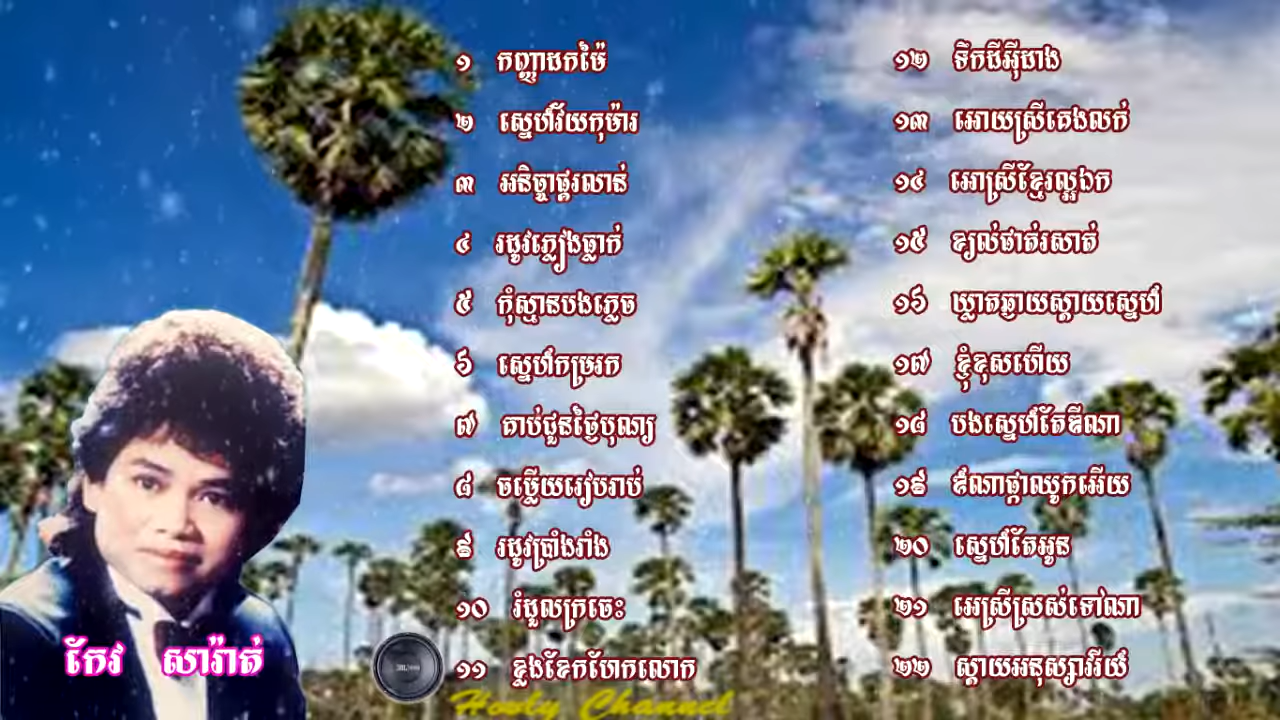 ១ កញ្ញាដកម៉ៃ
២ ស្នេហ៍វ័យកុម៉ារ
៣ អនិច្ចាផ្គរលាន់
៤ រដូវភ្លៀងធ្លាក់
៥ កុំស្មានបងភ្លេច
៦ ស្នេហ៍កម្ររក
៧ គាប់ជួនថ្ងៃបុណ្យ
៨ ចម្លើយរៀបរាប់
៩ រដូវប្រាំងរាំង
១០ រំដួលក្រចេះ
១១ ខ្លងខែកហែកលោក
១២ ទឹកដីអ៊ីដាង
១៣ អោយស្រីគេងលក់
១៤ អោស្រីខ្មែរល្អឯក
១៥ ខ្យល់ផាត់រសាត់
១៦ ឃ្លាតឆ្ងាយស្តាយស្នេហ៍
១៧ ខ្ញុំខុសហើយ
១៨ បងស្នេហ៍តែឌីណា
១៩ ឌីណាផ្កាឈូកអើយ
២០ ស្នេហ៍តែអូន
២១ អេស្រីស្រស់ទៅណា
២២ ស្តាយអនុស្សាវរីយ៍
កែវ សារ៉ាត់
Howly Channel